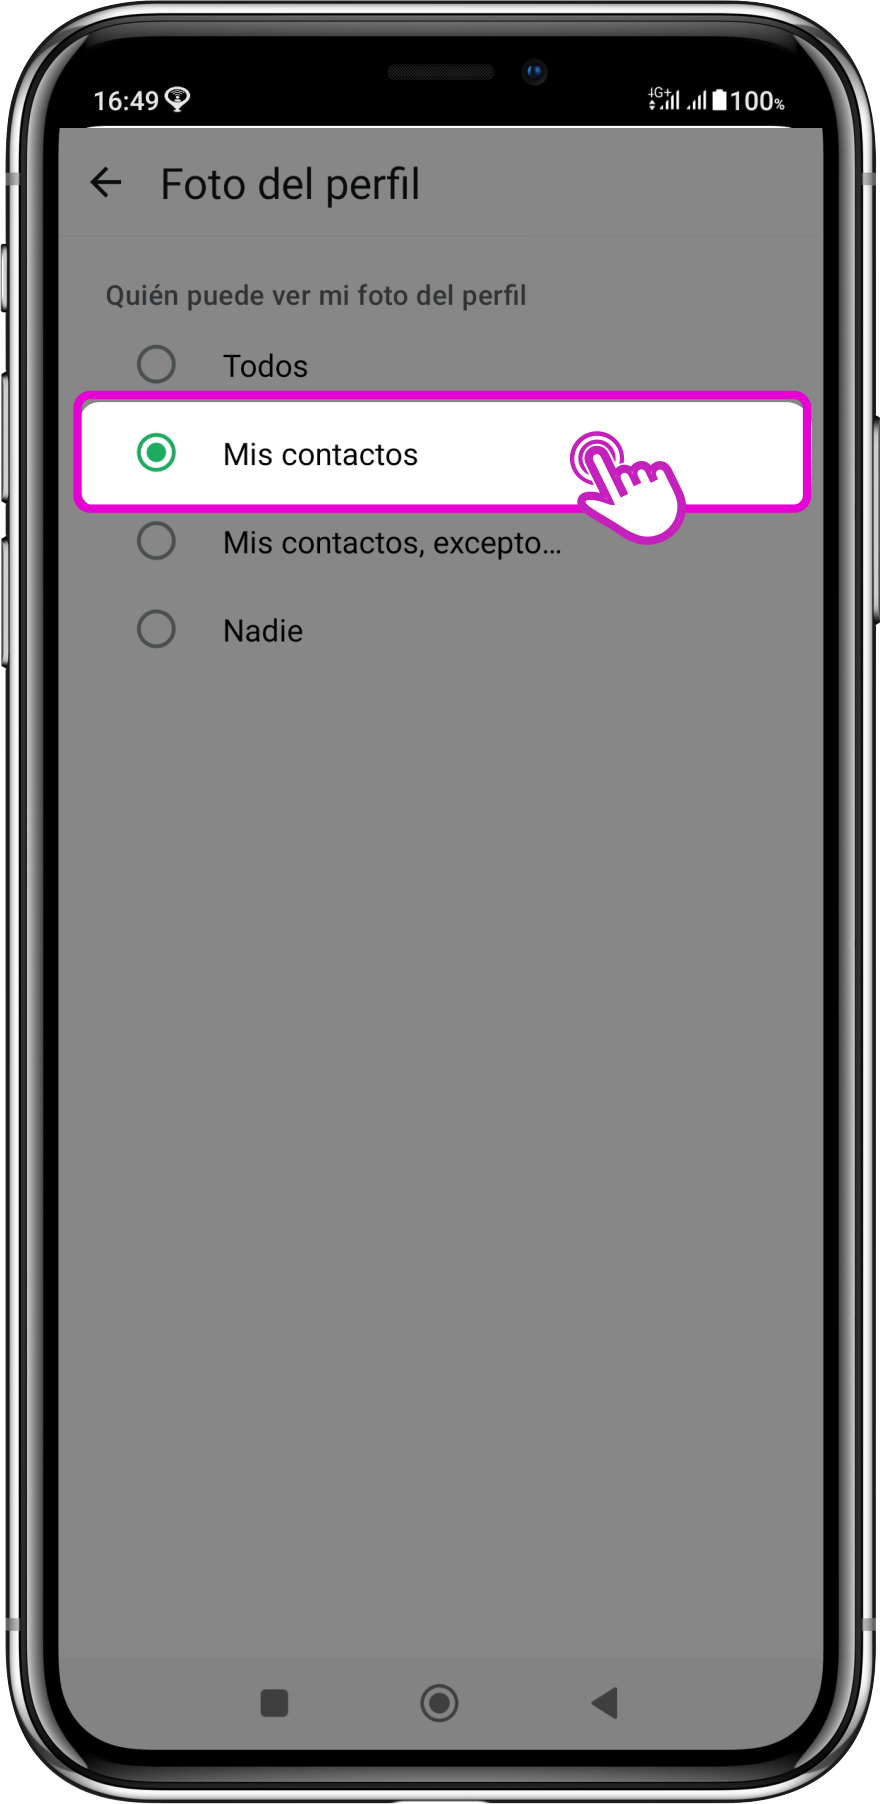 16:49 4G+ 100%
Foto del perfil
Quién puede ver mi foto del perfil
Todos
Mis contactos
Mis contactos, excepto...
Nadie